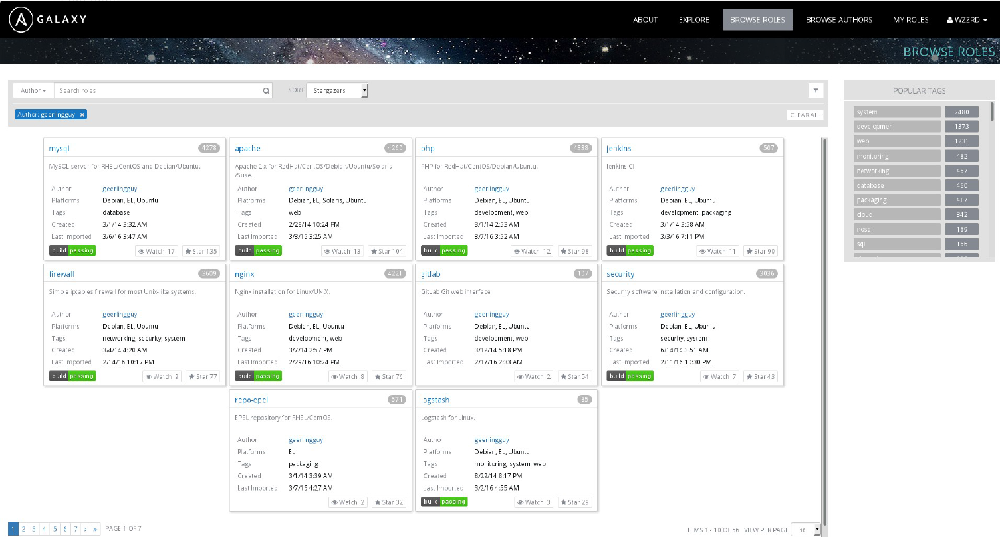 GALAXY
ABOUT EXPLORE BROWSE ROLES BROWSE AUTHORS MY ROLES WZZRD
BROWSE ROLES
Author Search roles SORT Stargazers
Author: geerlingguy ×
CLEAR ALL
mysql 4278
MySQL server for RHEL/CentOS and Debian/Ubuntu.
Author geerlingguy
Platforms Debian, EL, Ubuntu
Tags database
Created 3/1/14 3:32 AM
Last Imported 3/6/16 3:47 AM
build passing Watch 17 Star 135
apache 4260
Apache 2.x for RedHat/CentOS/Debian/Ubuntu/Solaris
/Suse.
Author geerlingguy
Platforms Debian, EL, Solaris, Ubuntu
Tags web
Created 2/28/14 10:24 PM
Last Imported 3/3/16 3:25 AM
build passing Watch 13 Star 104
php 4338
PHP for RedHat/CentOS/Debian/Ubuntu.
Author geerlingguy
Platforms Debian, EL, Ubuntu
Tags development, web
Created 3/1/14 2:53 AM
Last Imported 3/7/16 3:52 AM
build passing Watch 12 Star 98
jenkins 507
Jenkins CI
Author geerlingguy
Platforms Debian, EL, Ubuntu
Tags development, packaging
Created 3/1/14 3:58 AM
Last Imported 3/3/16 7:11 PM
build passing Watch 11 Star 90
firewall 3609
Simple iptables firewall for most Unix-like systems.
Author geerlingguy
Platforms Debian, EL, Ubuntu
Tags networking, security, system
Created 3/4/14 4:20 AM
Last Imported 2/14/16 10:17 PM
build passing Watch 9 Star 77
nginx 4221
Nginx installation for Linux/UNIX.
Author geerlingguy
Platforms Debian, EL, Ubuntu
Tags development, web
Created 3/7/14 2:57 PM
Last Imported 2/29/16 10:24 PM
build passing Watch 8 Star 76
gitlab 107
GitLab Git web interface
Author geerlingguy
Platforms Debian, EL, Ubuntu
Tags development, web
Created 3/12/14 5:18 PM
Last Imported 2/17/16 2:33 AM
Watch 2 Star 54
security 3036
Security software installation and configuration.
Author geerlingguy
Platforms Debian, EL, Ubuntu
Tags security, system
Created 6/14/14 3:51 AM
Last Imported 2/11/16 10:30 PM
build passing Watch 7 Star 43
repo-epel 574
EPEL repository for RHEL/CentOS.
Author geerlingguy
Platforms EL
Tags packaging
Created 3/1/14 3:39 AM
Last Imported 3/7/16 4:27 AM
Watch 2 Star 32
logstash 85
Logstash for Linux.
Author geerlingguy
Platforms Debian, EL, Ubuntu
Tags monitoring, system, web
Created 8/22/14 8:17 PM
Last Imported 3/2/16 4:55 AM
build passing Watch 3 Star 29
POPULAR TAGS
system 2480
development 1373
web 1231
monitoring 482
networking 467
database 460
packaging 417
cloud 342
nosql 169
sql 166
1 2 3 4 5 6 7 › » PAGE 1 OF 7
ITEMS 1 - 10 OF 66 VIEW PER PAGE 10